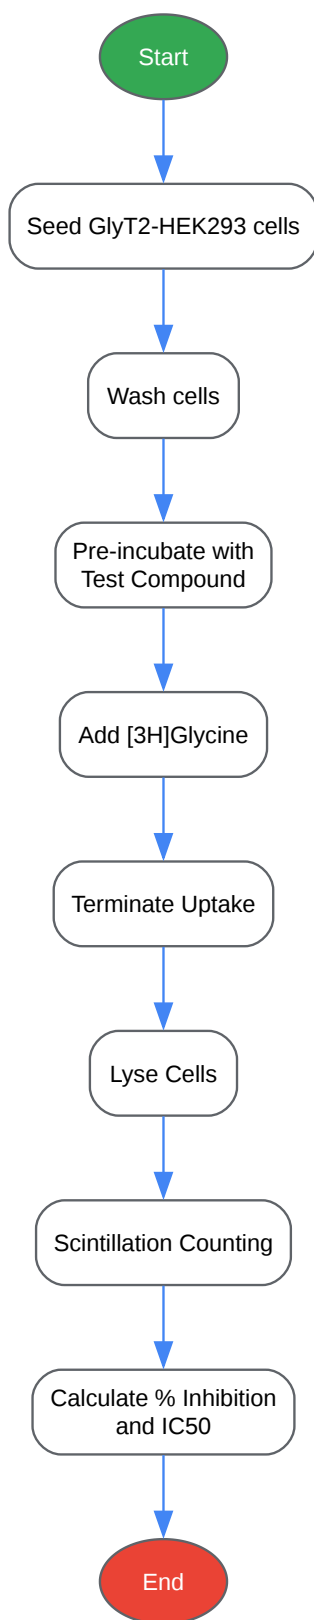 Start
Seed GlyT2-HEK293 cells
Wash cells
Pre-incubate with
Test Compound
Add [3H]Glycine
Terminate Uptake
Lyse Cells
Scintillation Counting
Calculate % Inhibition
and IC50
End